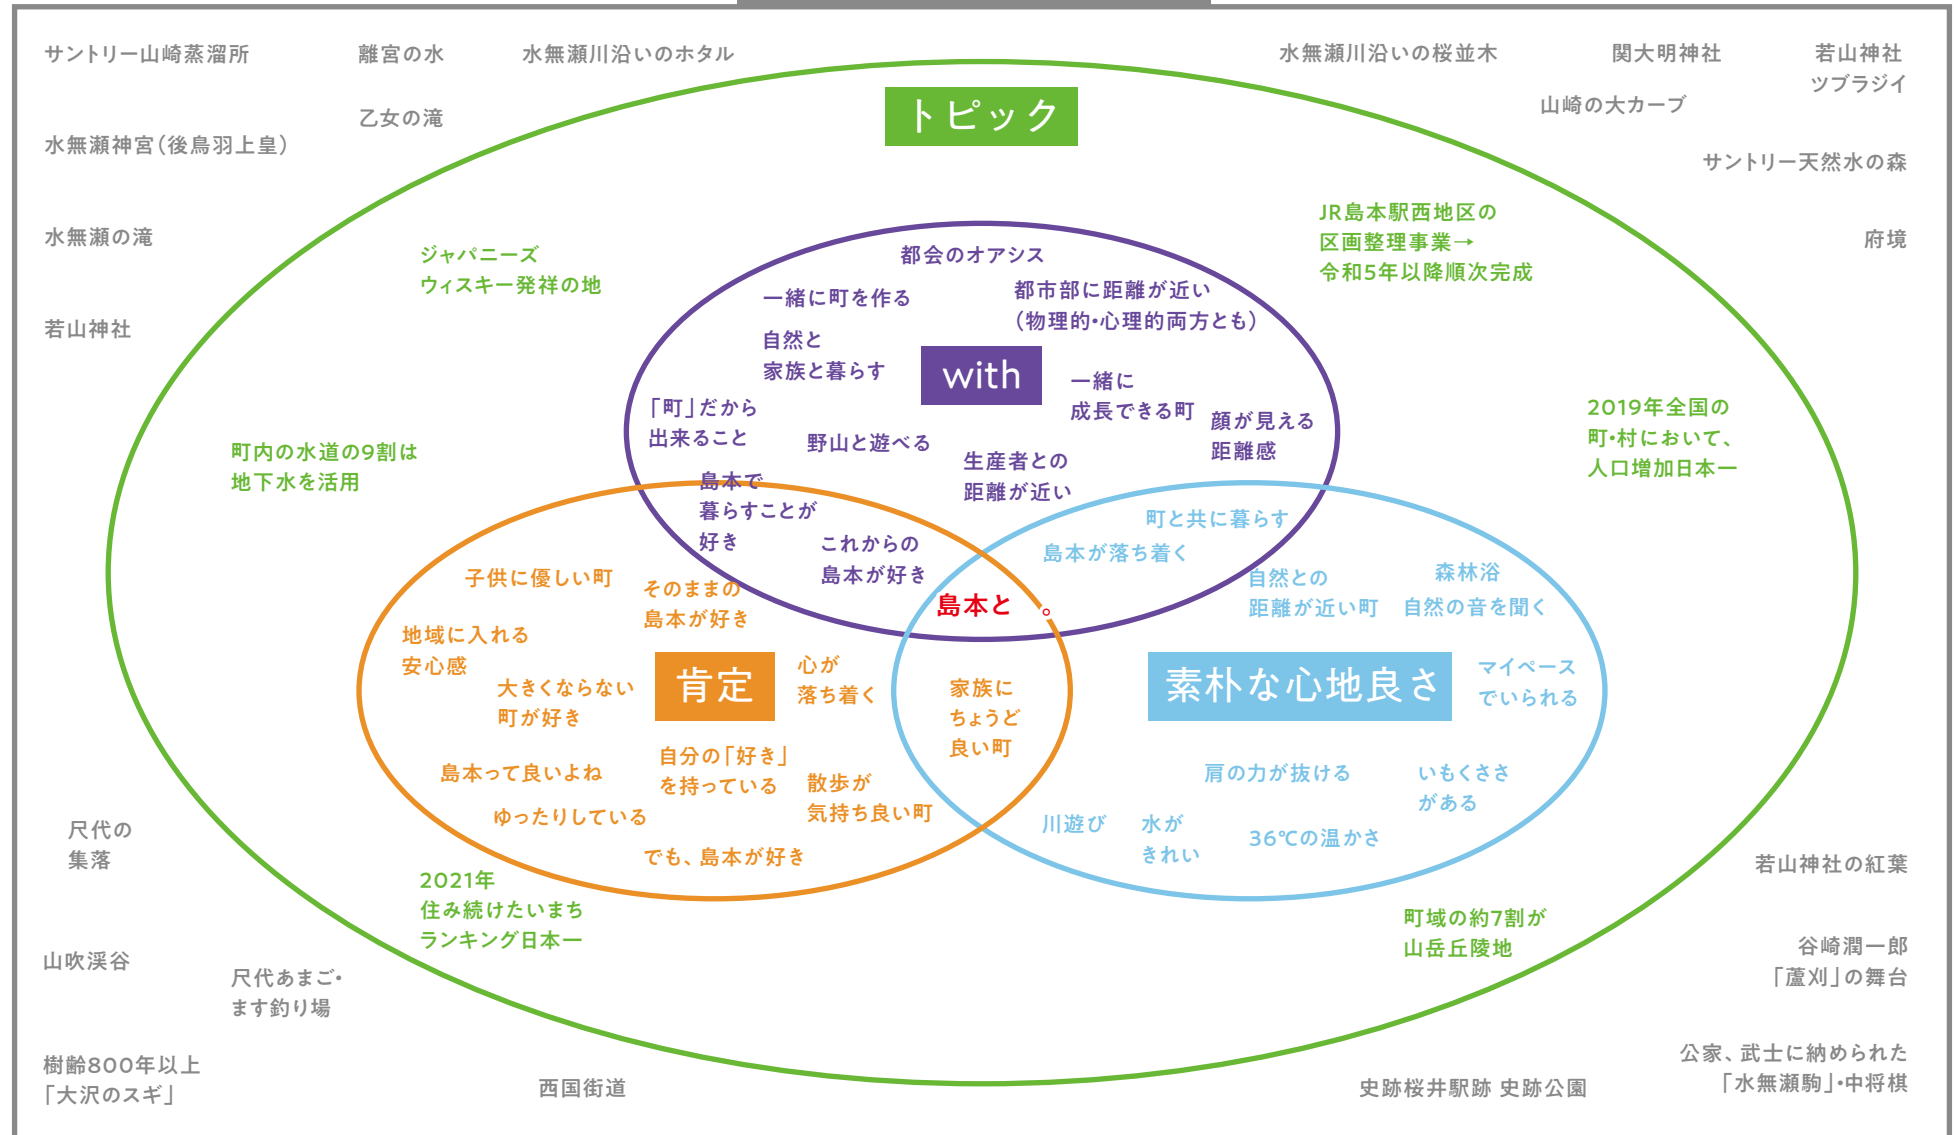 サントリー山崎蒸溜所
離宮の水
水無瀬川沿いのホタル
水無瀬川沿いの桜並木
関大明神社
若山神社
ツブラジイ
乙女の滝
山崎の大カーブ
水無瀬神宮（後鳥羽上皇）
サントリー天然水の森
水無瀬の滝
府境
若山神社
トピック
ジャパニーズ
ウィスキー発祥の地
JR島本駅西地区の
区画整理事業→
令和5年以降順次完成
町内の水道の9割は
地下水を活用
2019年全国の
町・村において、
人口増加日本一
都会のオアシス
一緒に町を作る
都市部に距離が近い
（物理的・心理的両方とも）
自然と
家族と暮らす
with
一緒に
成長できる町
「町」だから
出来ること
野山と遊べる
顔が見える
距離感
生産者との
距離が近い
島本で
暮らすことが
好き
これからの
島本が好き
町と共に暮らす
島本が落ち着く
島本と 。
子供に優しい町
そのままの
島本が好き
地域に入れる
安心感
大きくならない
町が好き
肯定
心が
落ち着く
家族に
ちょうど
良い町
島本って良いよね
自分の「好き」
を持っている
散歩が
気持ち良い町
ゆったりしている
でも、島本が好き
自然との
距離が近い町
森林浴
自然の音を聞く
素朴な心地良さ
マイペース
でいられる
肩の力が抜ける
いもくささ
がある
川遊び
水が
きれい
36℃の温かさ
2021年
住み続けたいまち
ランキング日本一
町域の約7割が
山岳丘陵地
尺代の
集落
若山神社の紅葉
山吹渓谷
尺代あまご・
ます釣り場
谷崎潤一郎
「蘆刈」の舞台
樹齢800年以上
「大沢のスギ」
西国街道
史跡桜井駅跡 史跡公園
公家、武士に納められた
「水無瀬駒」・中将棋